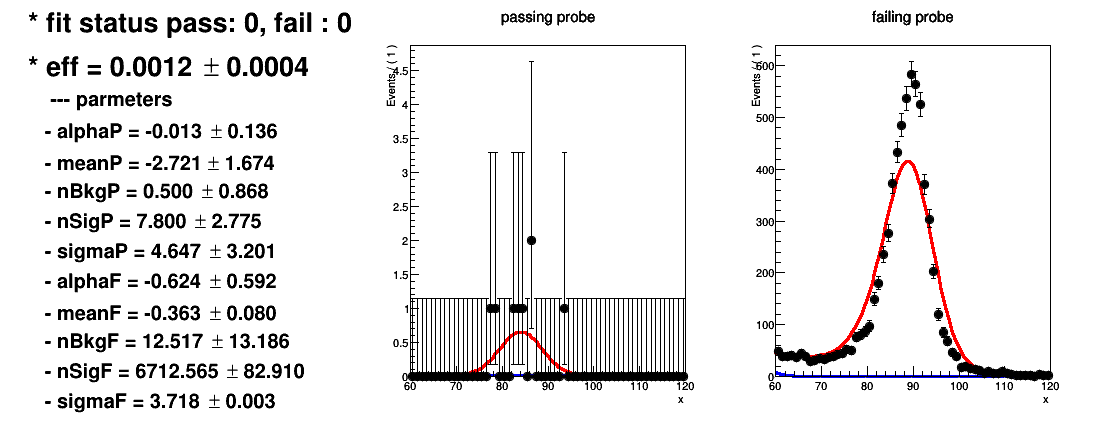 * fit status pass: 0, fail : 0
* eff = 0.0012 ± 0.0004
--- parmeters
- alphaP = -0.013 ± 0.136
- meanP = -2.721 ± 1.674
- nBkgP = 0.500 ± 0.868
- nSigP = 7.800 ± 2.775
- sigmaP = 4.647 ± 3.201
- alphaF = -0.624 ± 0.592
- meanF = -0.363 ± 0.080
- nBkgF = 12.517 ± 13.186
- nSigF = 6712.565 ± 82.910
- sigmaF = 3.718 ± 0.003
passing probe
Events / ( 1 )
4.5
4
3.5
3
2.5
2
1.5
1
0.5
0
60 70 80 90 100 110 120
x
failing probe
Events / ( 1 )
600
500
400
300
200
100
0
60 70 80 90 100 110 120
x